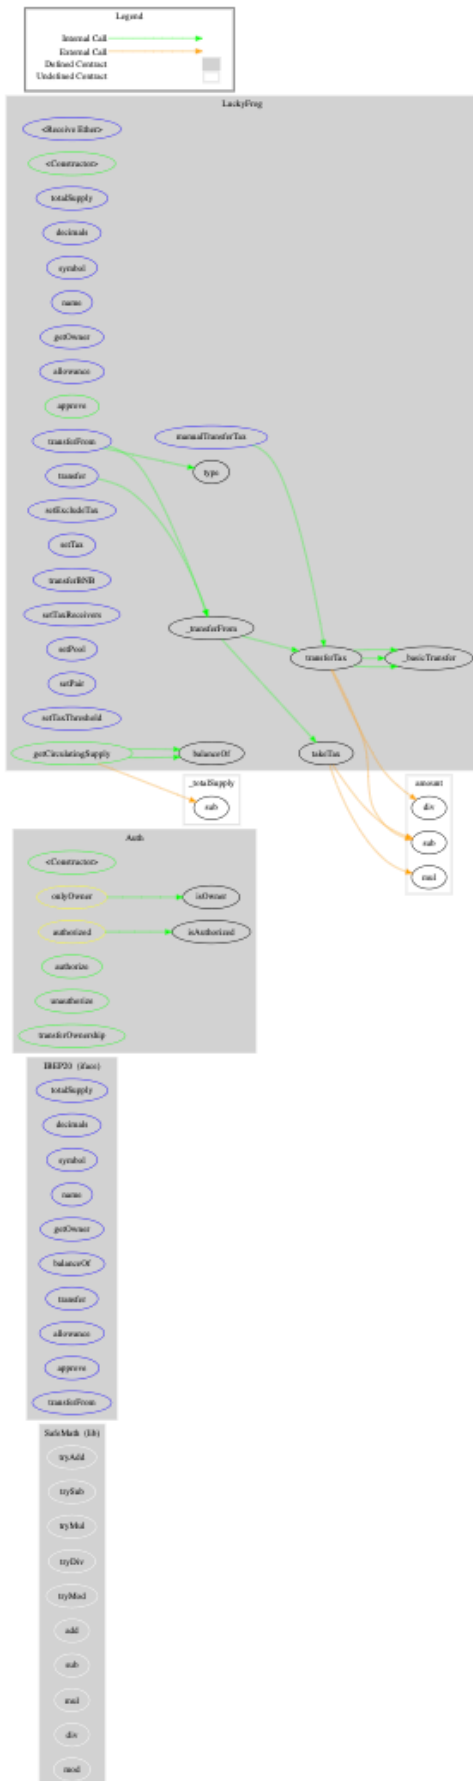 Legend
Internal Call
External Call
Defined Contract
Undefined Contract
LuckyFrog
<Receive Ether>
<Constructor>
totalSupply
decimals
symbol
name
getOwner
allowance
approve
transferFrom
manualTransferTax
transfer
type
setExcludeTax
setTax
transferBNB
setTaxReceivers
_transferFrom
setPool
transferTax
_basicTransfer
setPair
setTaxThreshold
getCirculatingSupply
balanceOf
takeTax
_totalSupply
sub
amount
div
sub
mul
Auth
<Constructor>
onlyOwner
isOwner
authorized
isAuthorized
authorize
unauthorize
transferOwnership
IBEP20 (iface)
totalSupply
decimals
symbol
name
getOwner
balanceOf
transfer
allowance
approve
transferFrom
SafeMath (lib)
tryAdd
trySub
tryMul
tryDiv
tryMod
add
sub
mul
div
mod